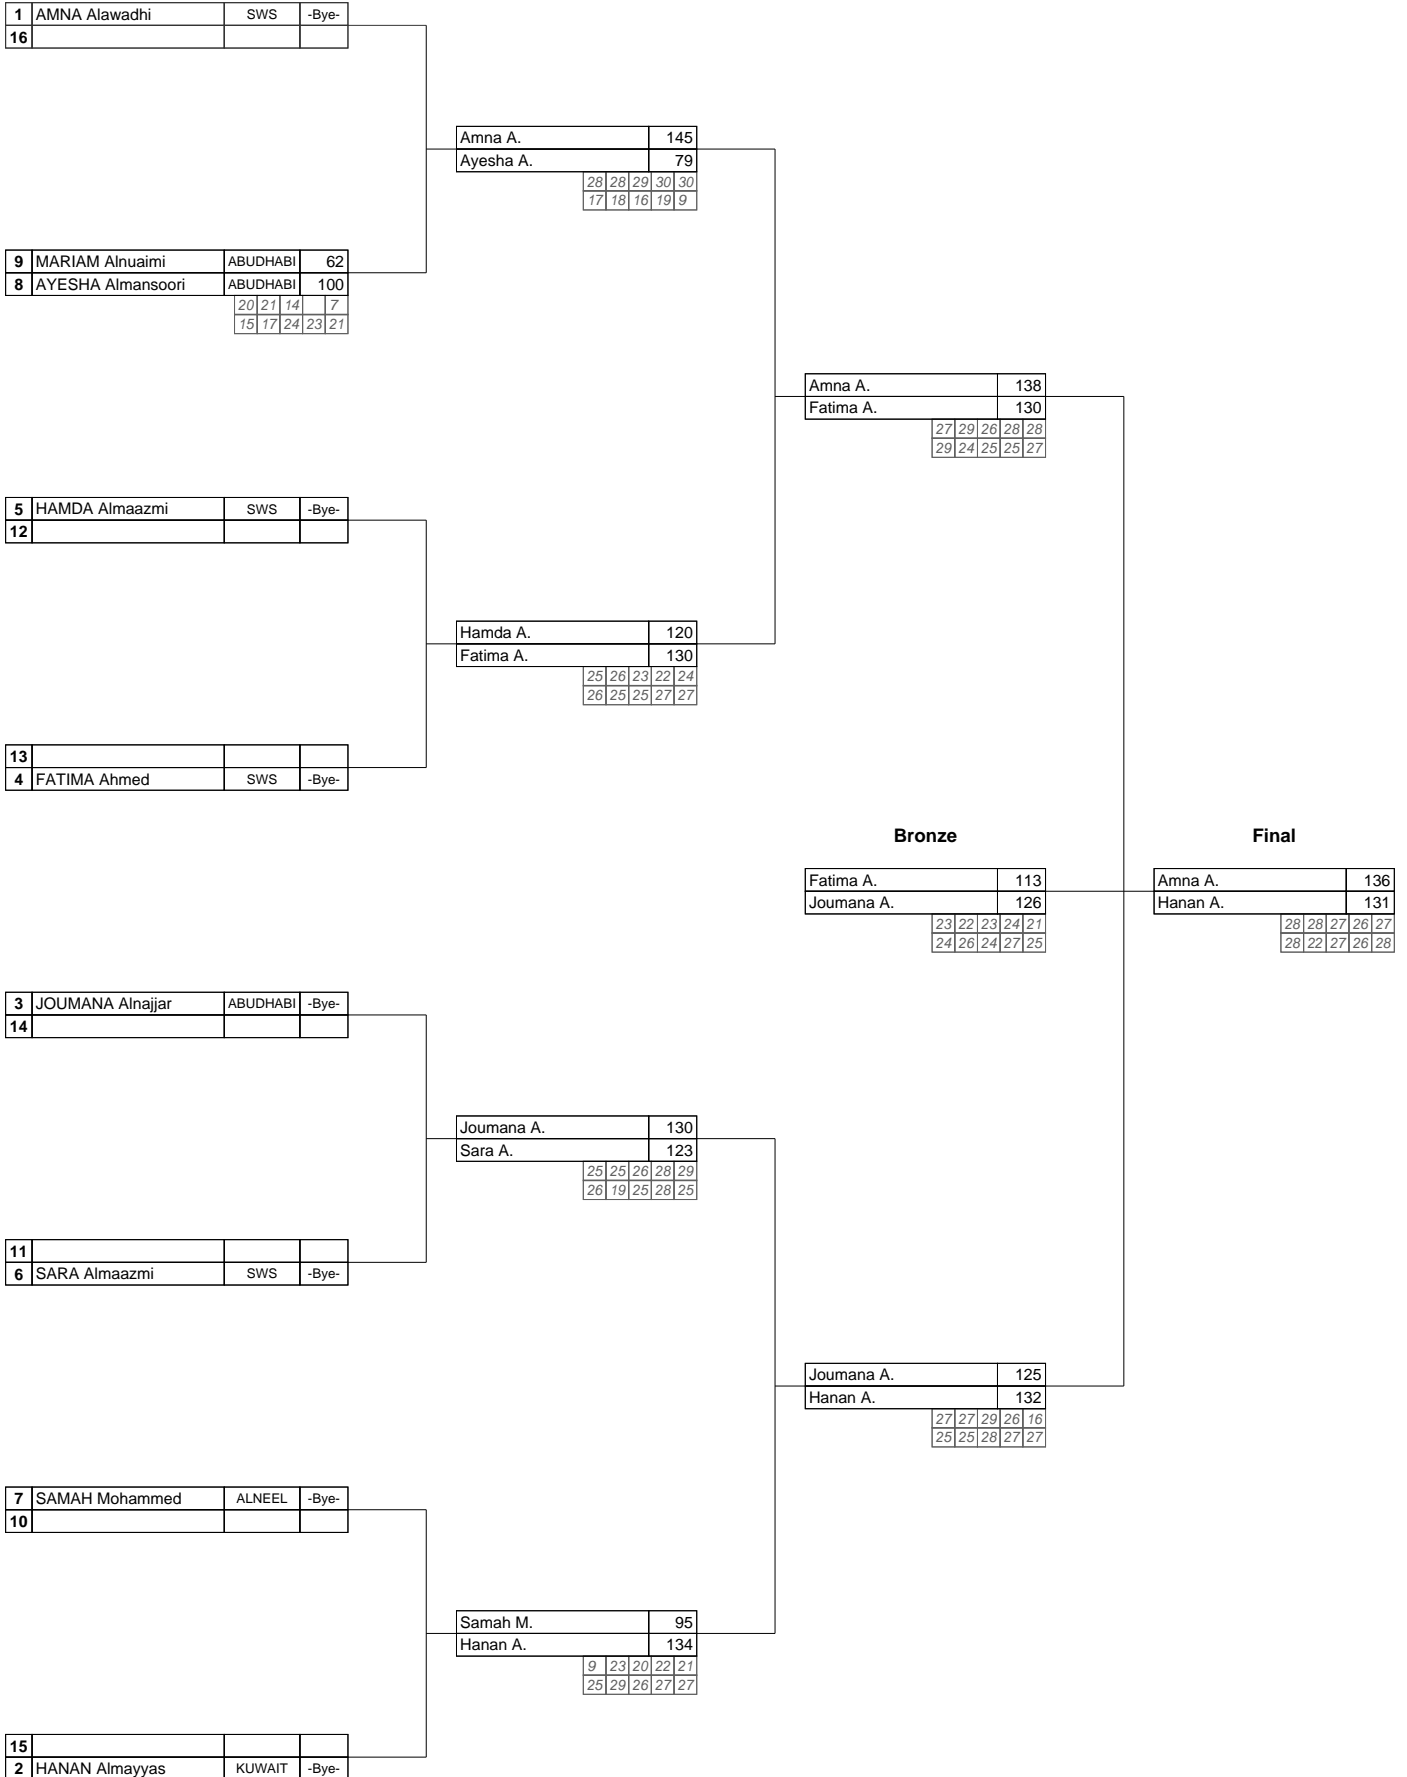 1 AMNA Alawadhi SWS -Bye-
16
Amna A. 145
Ayesha A. 79
28 28 29 30 30
17 18 16 19 9
9 MARIAM Alnuaimi ABUDHABI 62
8 AYESHA Almansoori ABUDHABI 100
20 21 14 7
15 17 24 23 21
Amna A. 138
Fatima A. 130
27 29 26 28 28
29 24 25 25 27
5 HAMDA Almaazmi SWS -Bye-
12
Hamda A. 120
Fatima A. 130
25 26 23 22 24
26 25 25 27 27
13
4 FATIMA Ahmed SWS -Bye-
Bronze
Final
Fatima A. 113
Joumana A. 126
23 22 23 24 21
24 26 24 27 25
Amna A. 136
Hanan A. 131
28 28 27 26 27
28 22 27 26 28
3 JOUMANA Alnajjar ABUDHABI -Bye-
14
Joumana A. 130
Sara A. 123
25 25 26 28 29
26 19 25 28 25
11
6 SARA Almaazmi SWS -Bye-
Joumana A. 125
Hanan A. 132
27 27 29 26 16
25 25 28 27 27
7 SAMAH Mohammed ALNEEL -Bye-
10
Samah M. 95
Hanan A. 134
9 23 20 22 21
25 29 26 27 27
15
2 HANAN Almayyas KUWAIT -Bye-